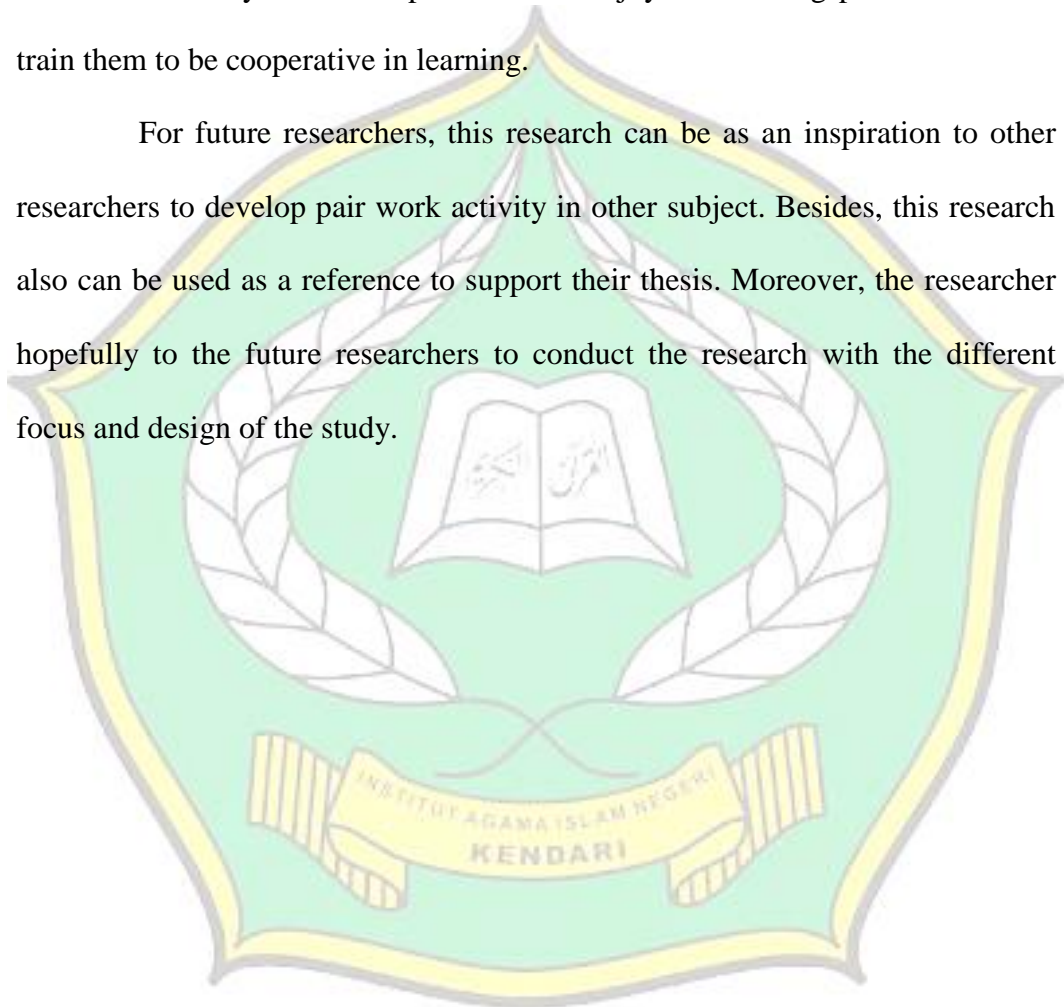 train them to be cooperative in learning.
For future researchers, this research can be as an inspiration to other
researchers to develop pair work activity in other subject. Besides, this research
also can be used as a reference to support their thesis. Moreover, the researcher
hopefully to the future researchers to conduct the research with the different
focus and design of the study.
INSTITUT AGAMA ISLAM NEGERI
KENDARI